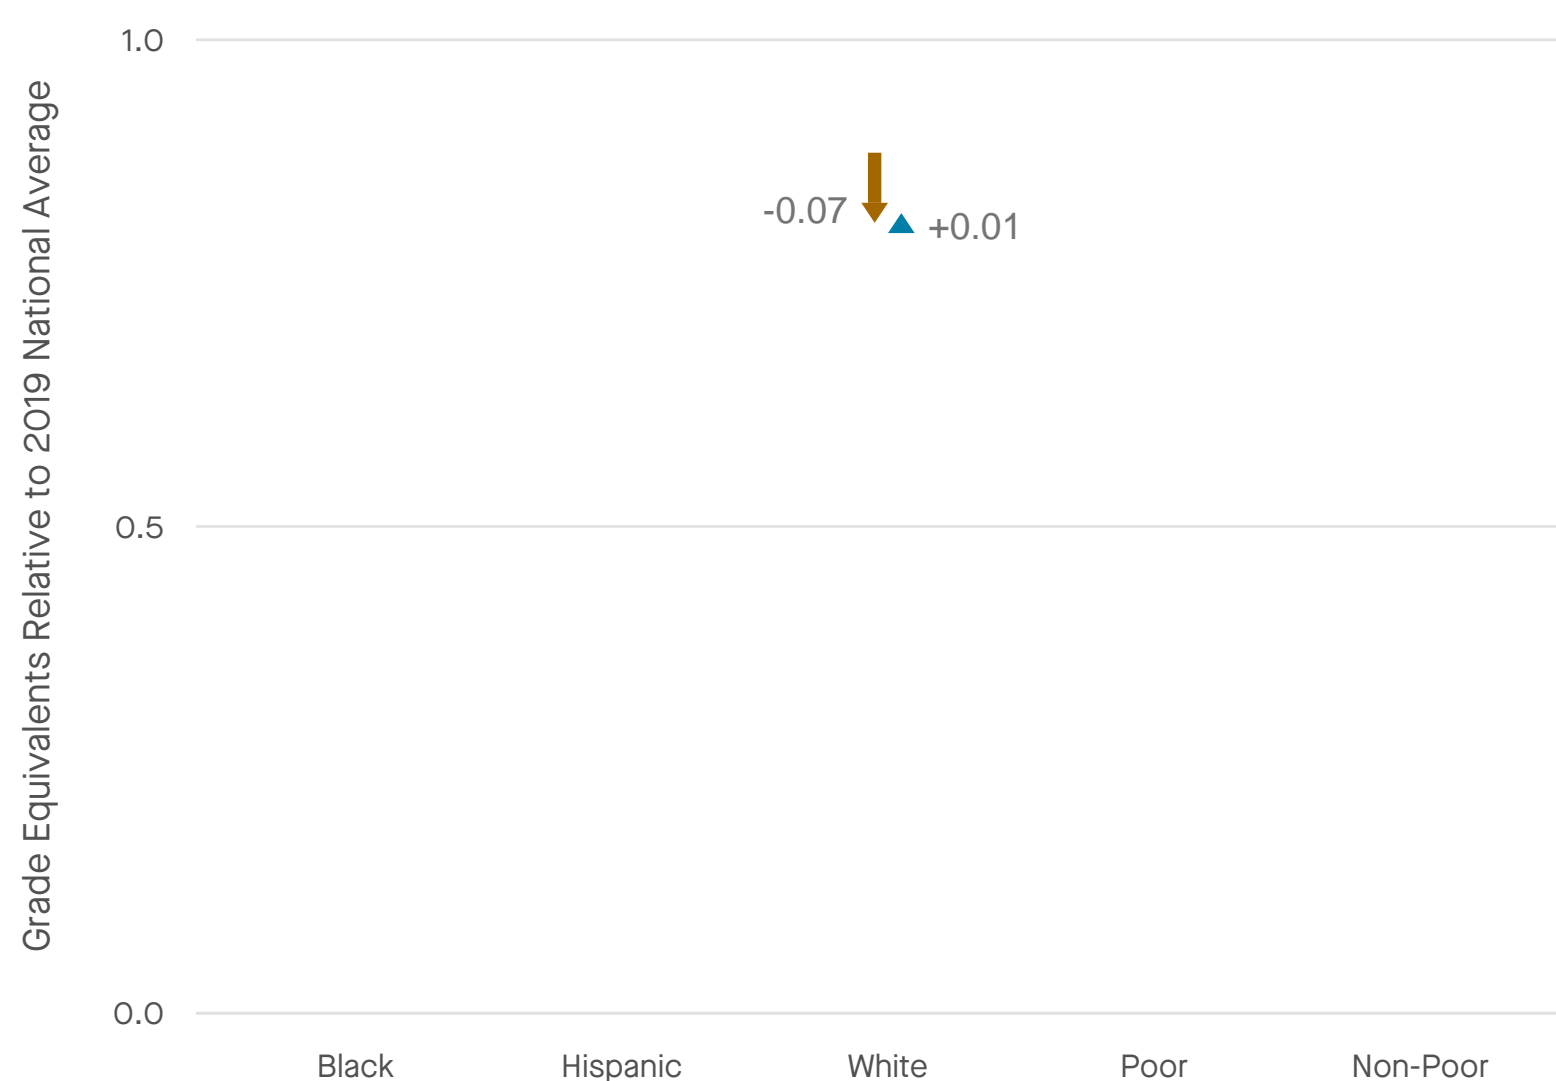 Grade Equivalents Relative to 2019 National Average
1.0
-0.07
+0.01
0.5
0.0
Black Hispanic White Poor Non-Poor